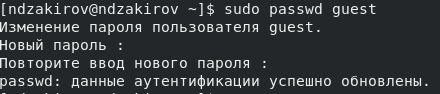 [ndzakirov@ndzakirov ~]$ sudo passwd guest
Изменение пароля пользователя guest.
Новый пароль :
Повторите ввод нового пароля :
passwd: данные аутентификации успешно обновлены.